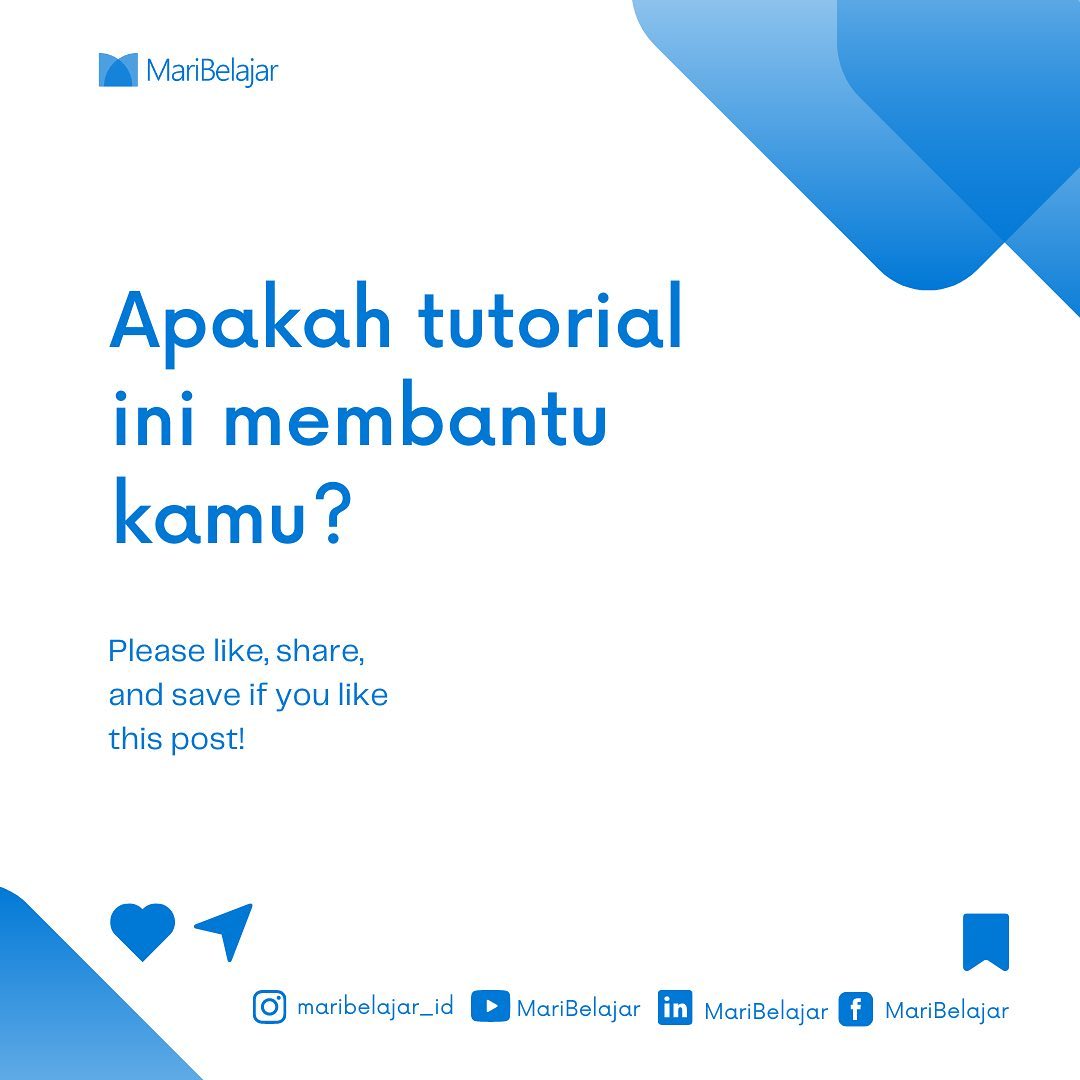 MariBelajar
Apakah tutorial
ini membantu
kamu?
Please like, share,
and save if you like
this post!
maribelajar_id MariBelajar MariBelajar MariBelajar